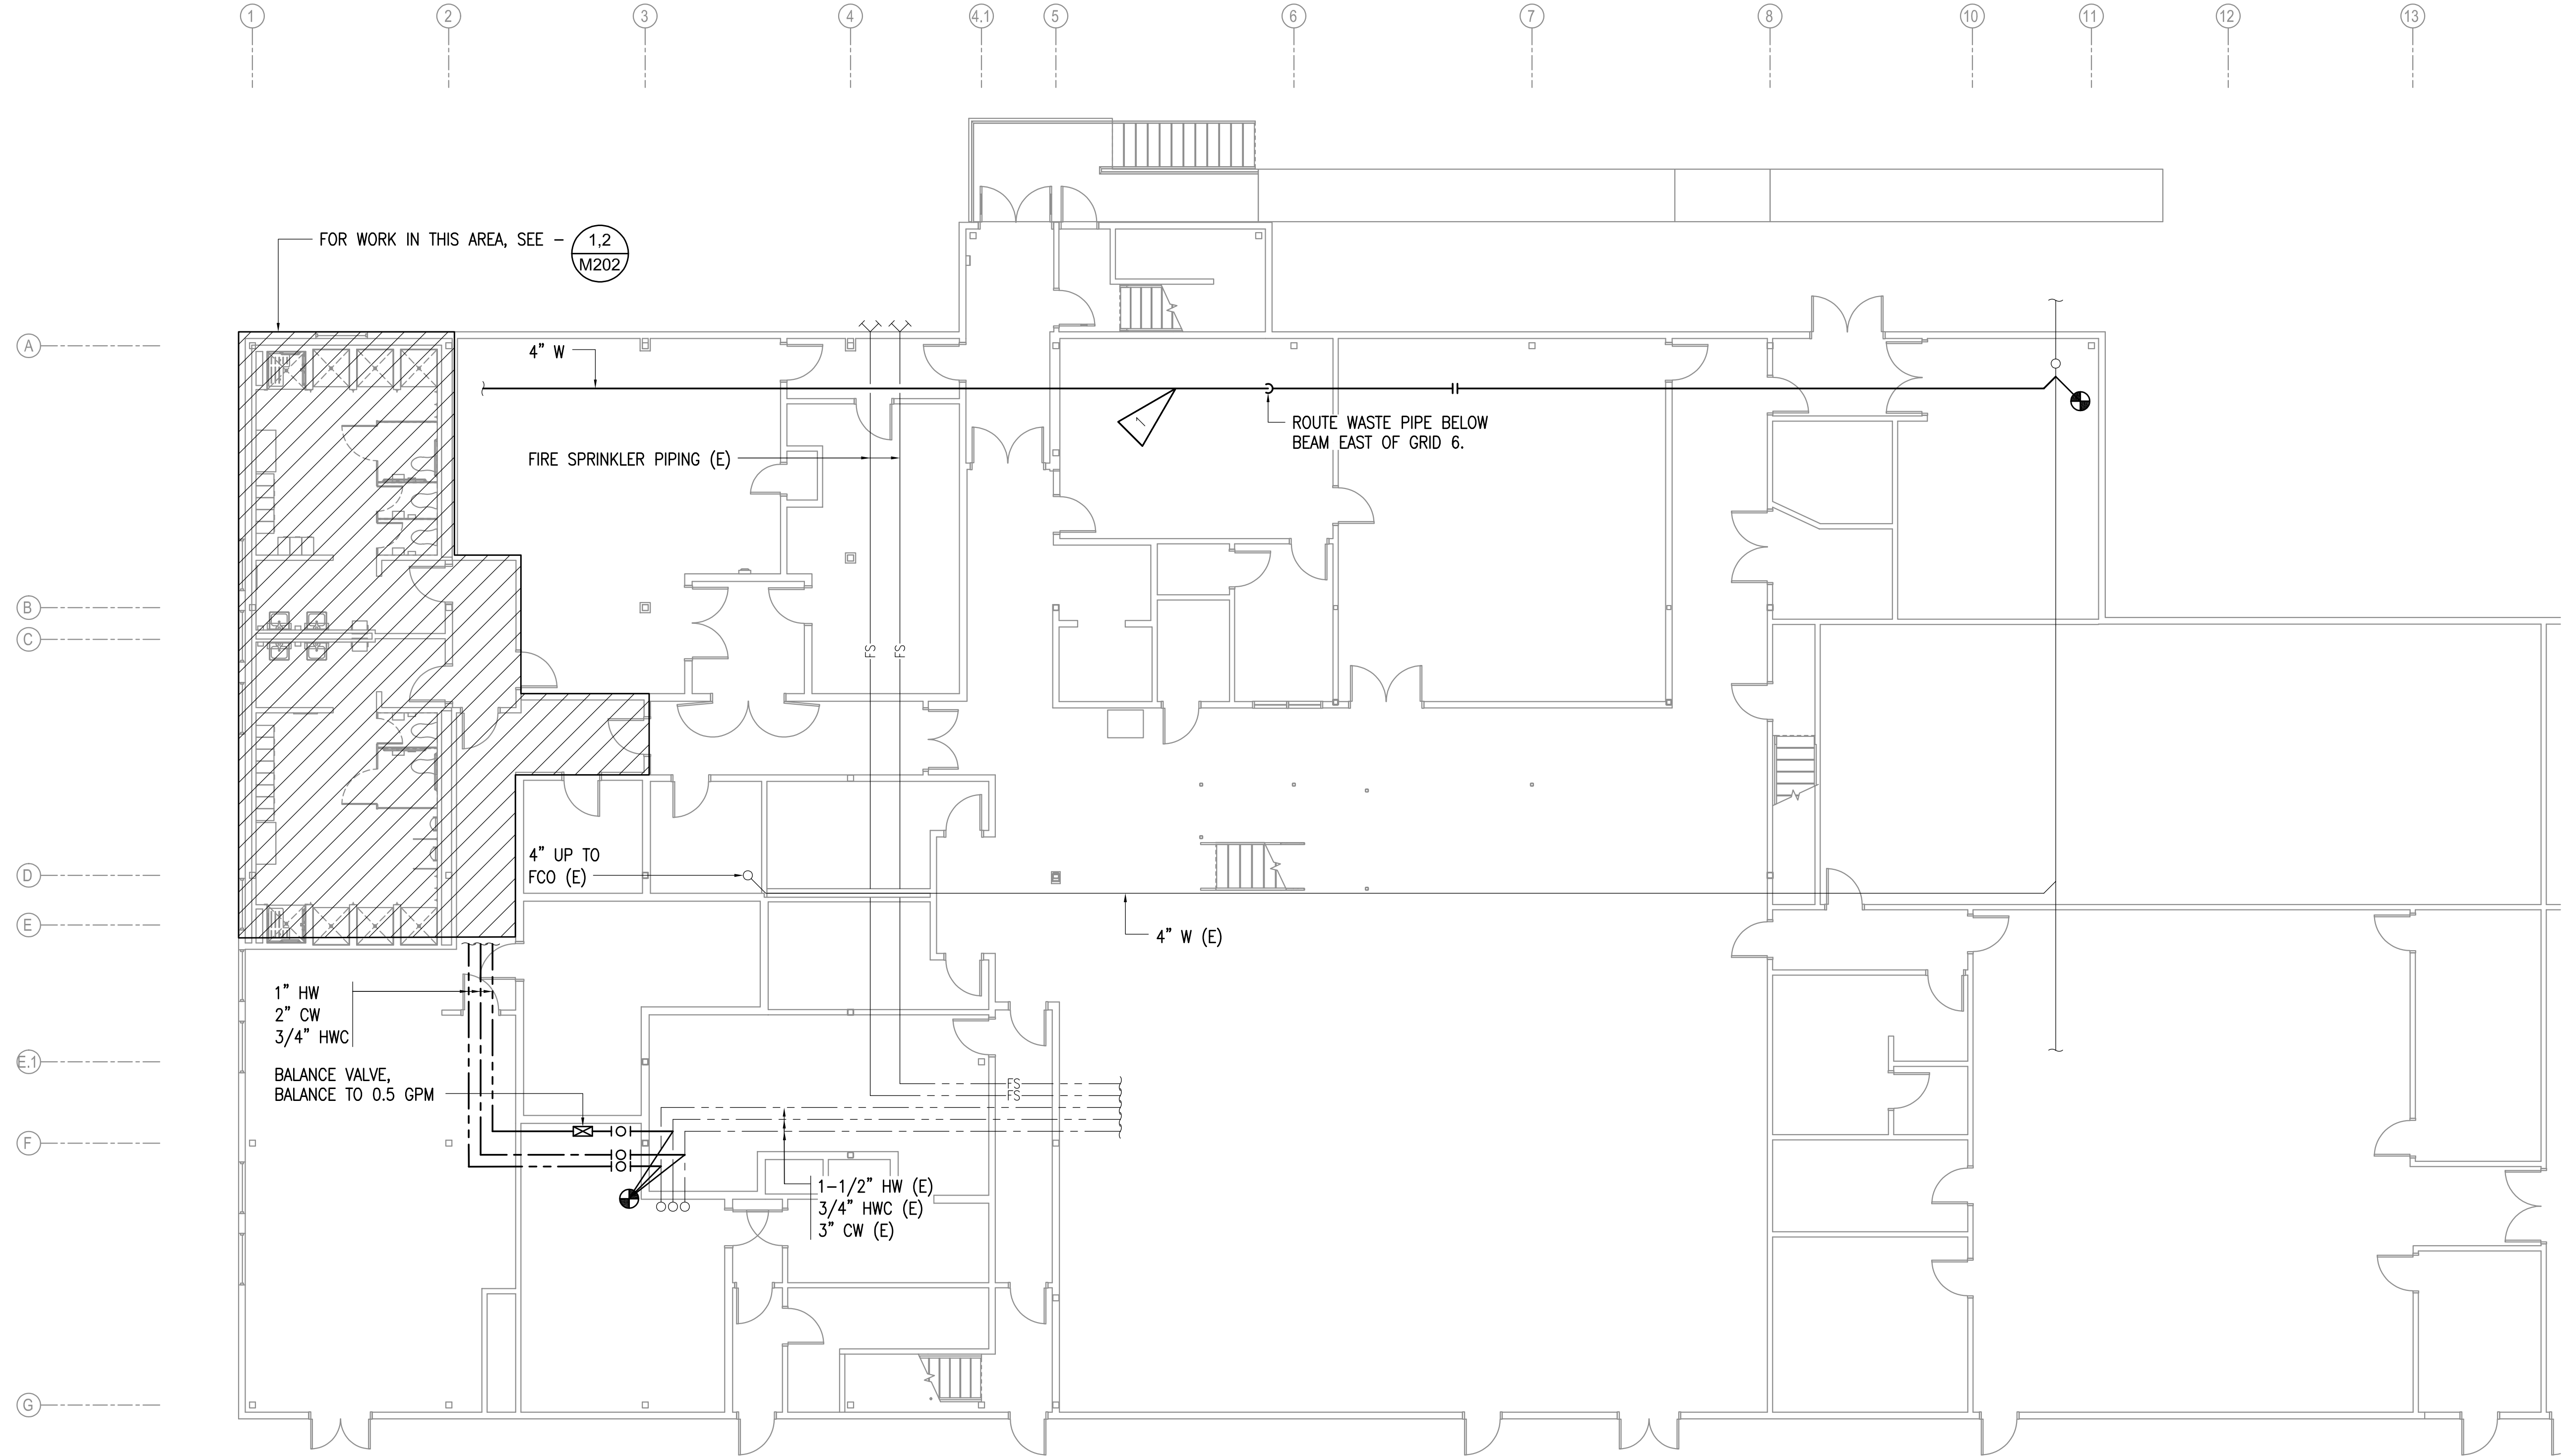 1 2 3 4 4.1 5 6 7 8 10 11 12 13
FOR WORK IN THIS AREA, SEE –
1,2
M202
A
4" W
1
ROUTE WASTE PIPE BELOW
BEAM EAST OF GRID 6.
FIRE SPRINKLER PIPING (E)
B
C
FS
FS
4" UP TO
FCO (E)
D
E
4" W (E)
1" HW
2" CW
3/4" HWC
E.1
BALANCE VALVE,
BALANCE TO 0.5 GPM
FS
FS
F
1–1/2" HW (E)
3/4" HWC (E)
3" CW (E)
G